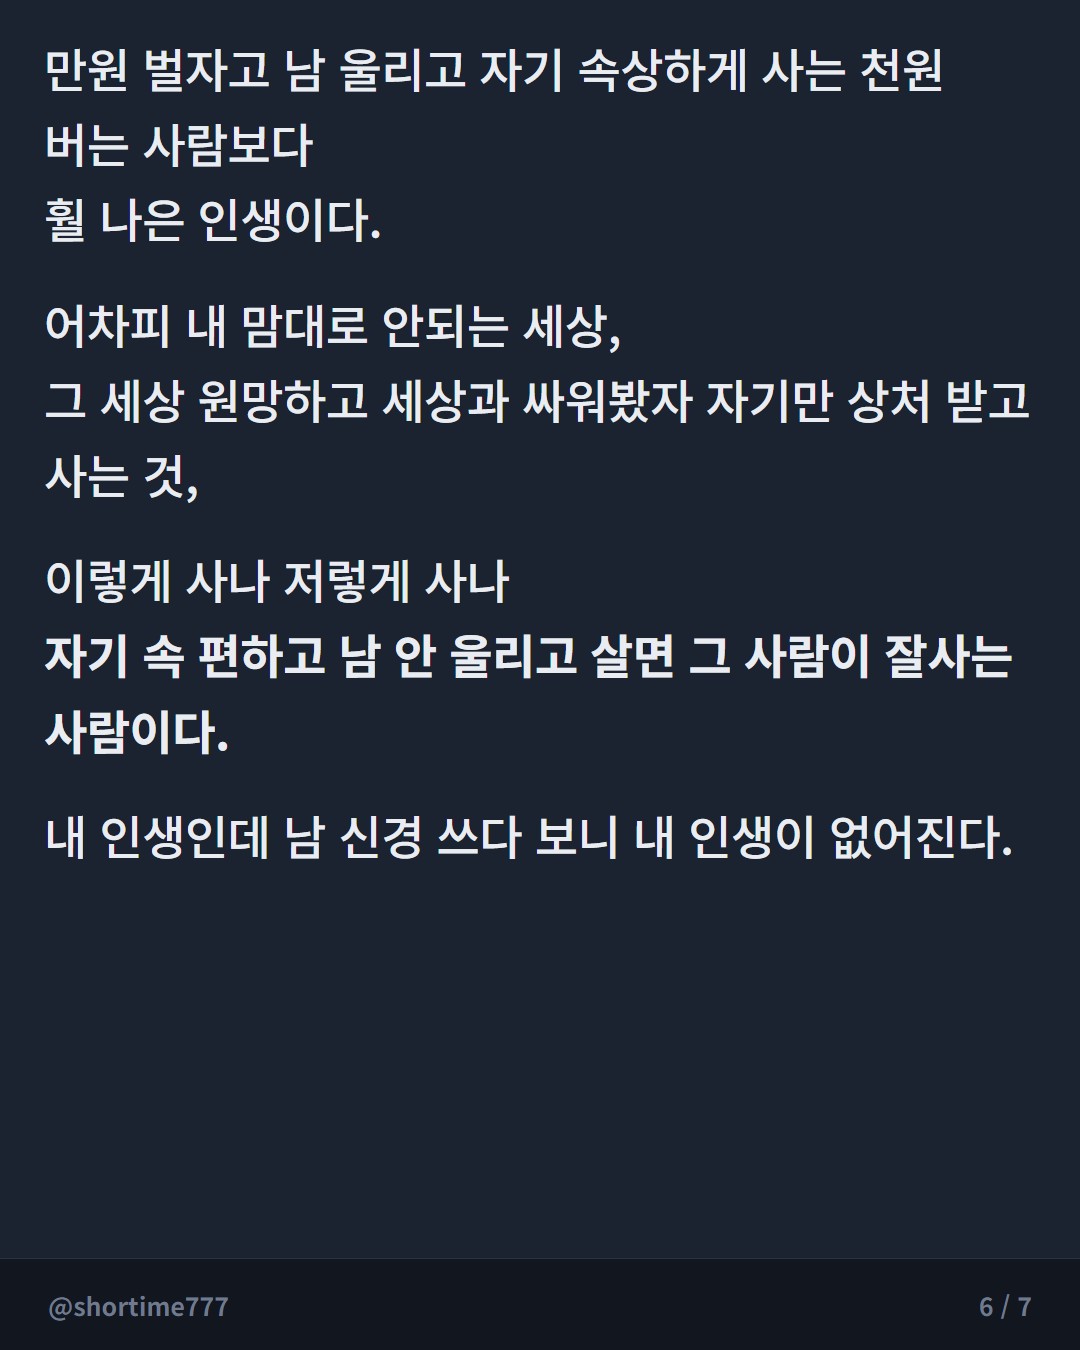 만원 벌자고 남 울리고 자기 속상하게 사는 천원
버는 사람보다
훨 나은 인생이다.
어차피 내 맘대로 안되는 세상,
그 세상 원망하고 세상과 싸워봤자 자기만 상처 받고
사는 것,
이렇게 사나 저렇게 사나
자기 속 편하고 남 안 울리고 살면 그 사람이 잘사는
사람이다.
내 인생인데 남 신경 쓰다 보니 내 인생이 없어진다.
@shortime777
6 / 7